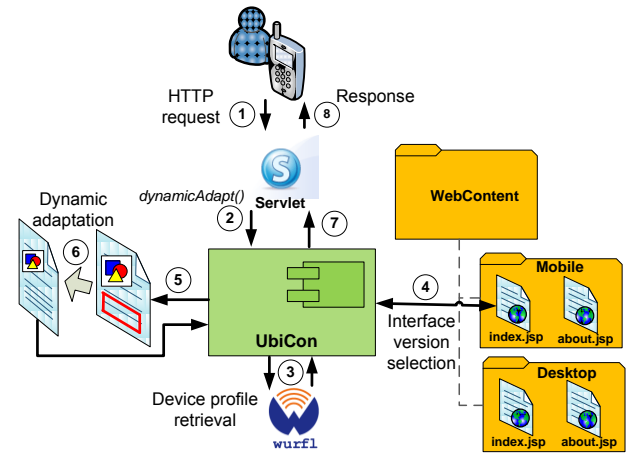 HTTP
request
1
8
Response
S
Servlet
dynamicAdapt()
2
7
Dynamic
adaptation
6
5
WebContent
4
Interface
version
selection
Mobile
index.jsp
about.jsp
UbiCon
Desktop
index.jsp
about.jsp
3
Device profile
retrieval
W
wurfl